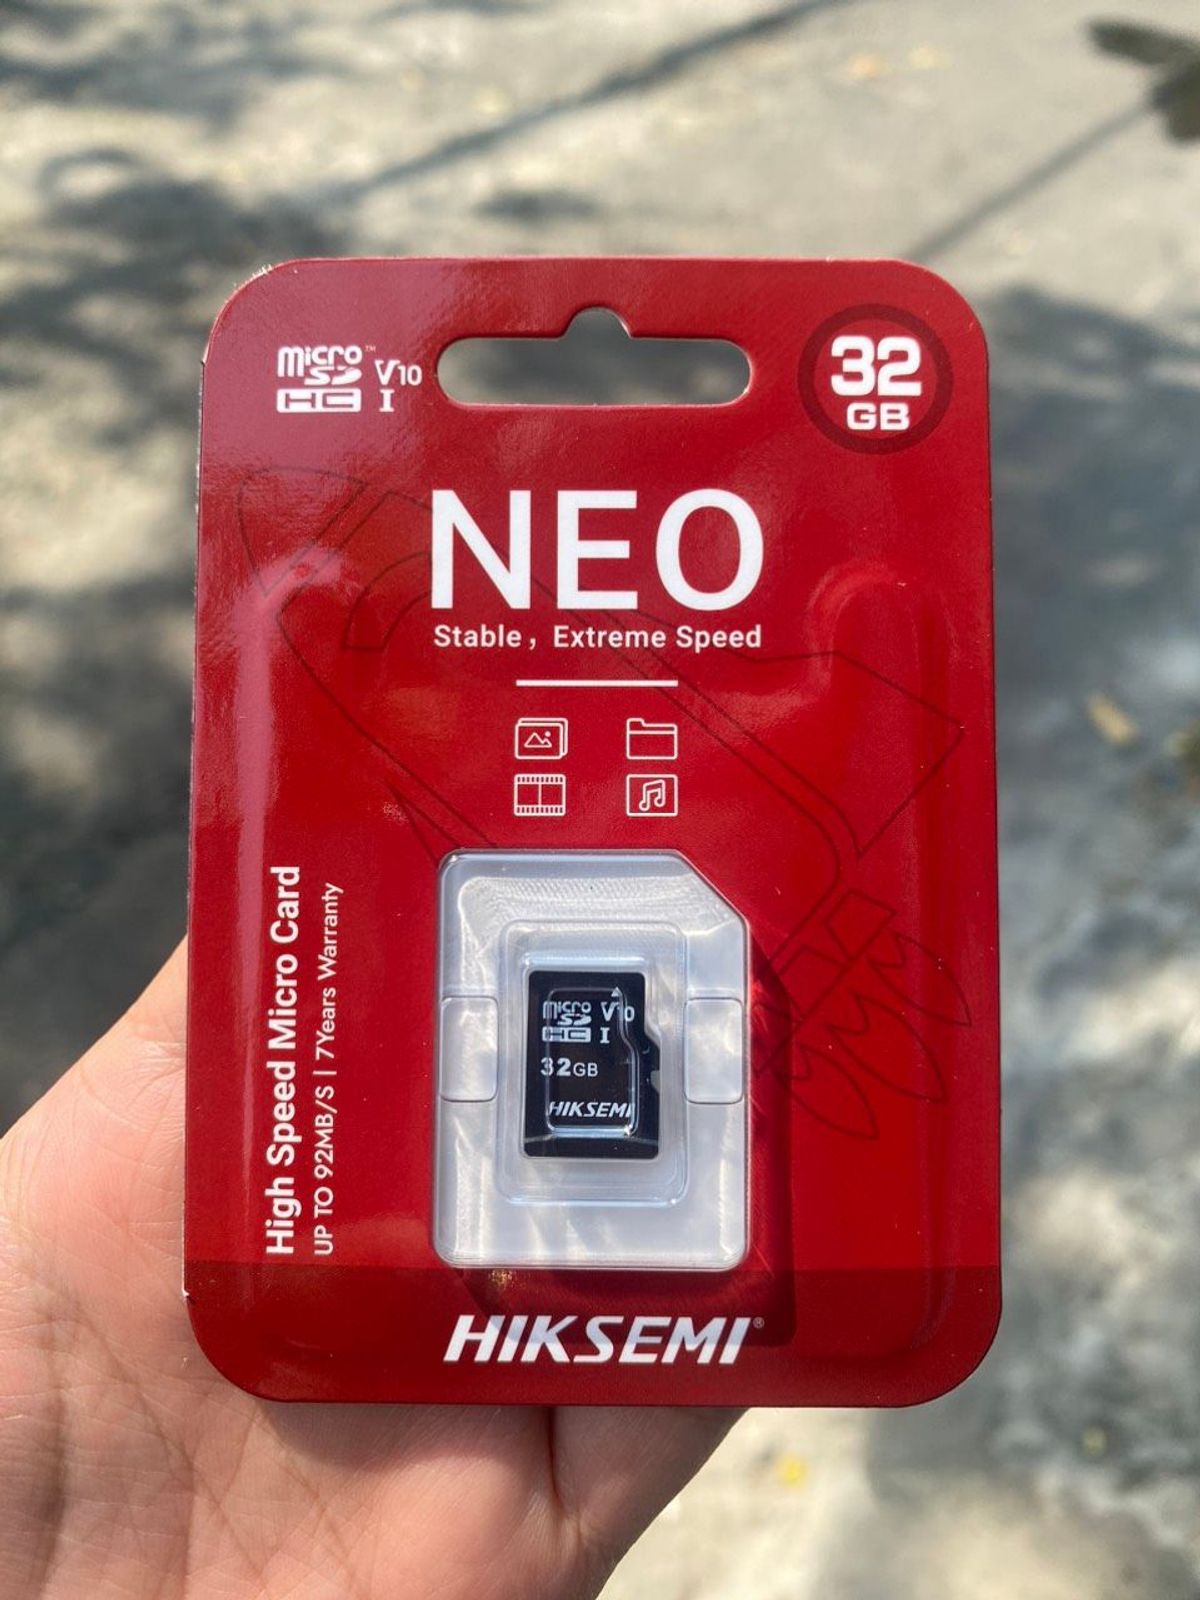 micro™
SD
HC
V10
I
32
GB
NEO
Stable, Extreme Speed
High Speed Micro Card
UP TO 92MB/S | 7Years Warranty
micro
SD
HC
V10
I
32GB
HIKSEMI
HIKSEMI®